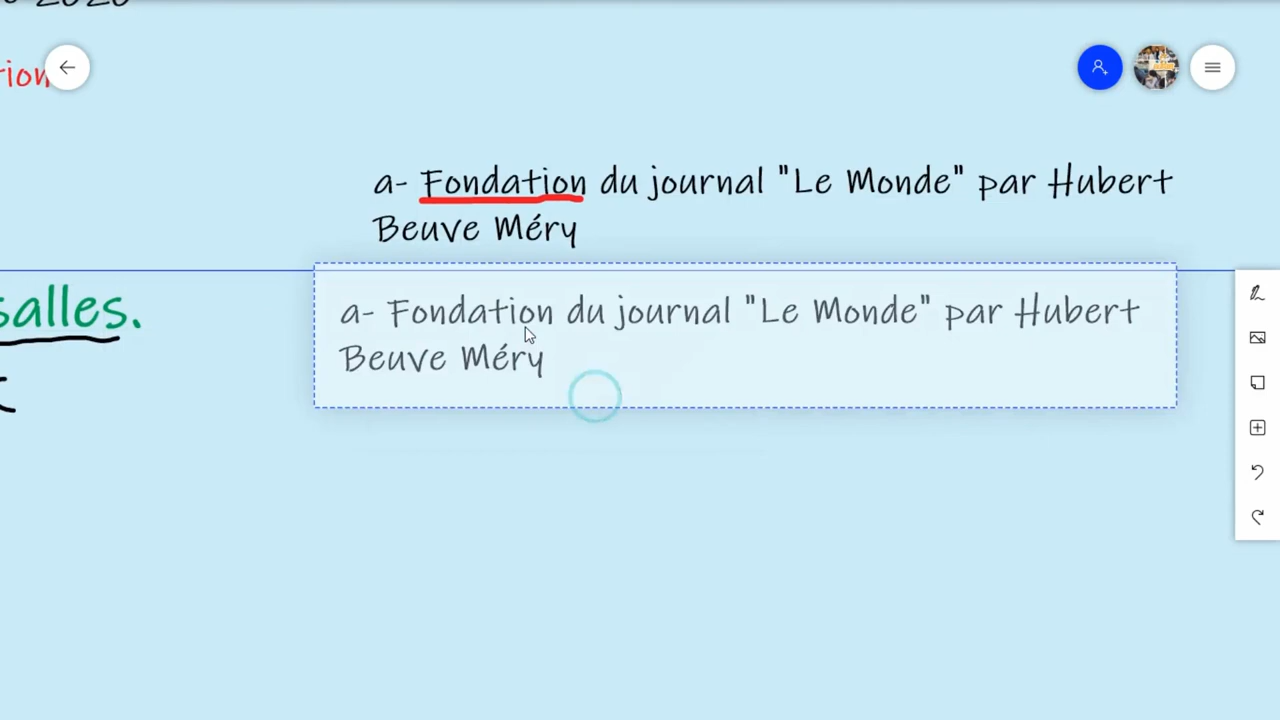 a- Fondation du journal "Le Monde" par Hubert
Beuve Méry
salles.
a- Fondation du journal "Le Monde" par Hubert
Beuve Méry